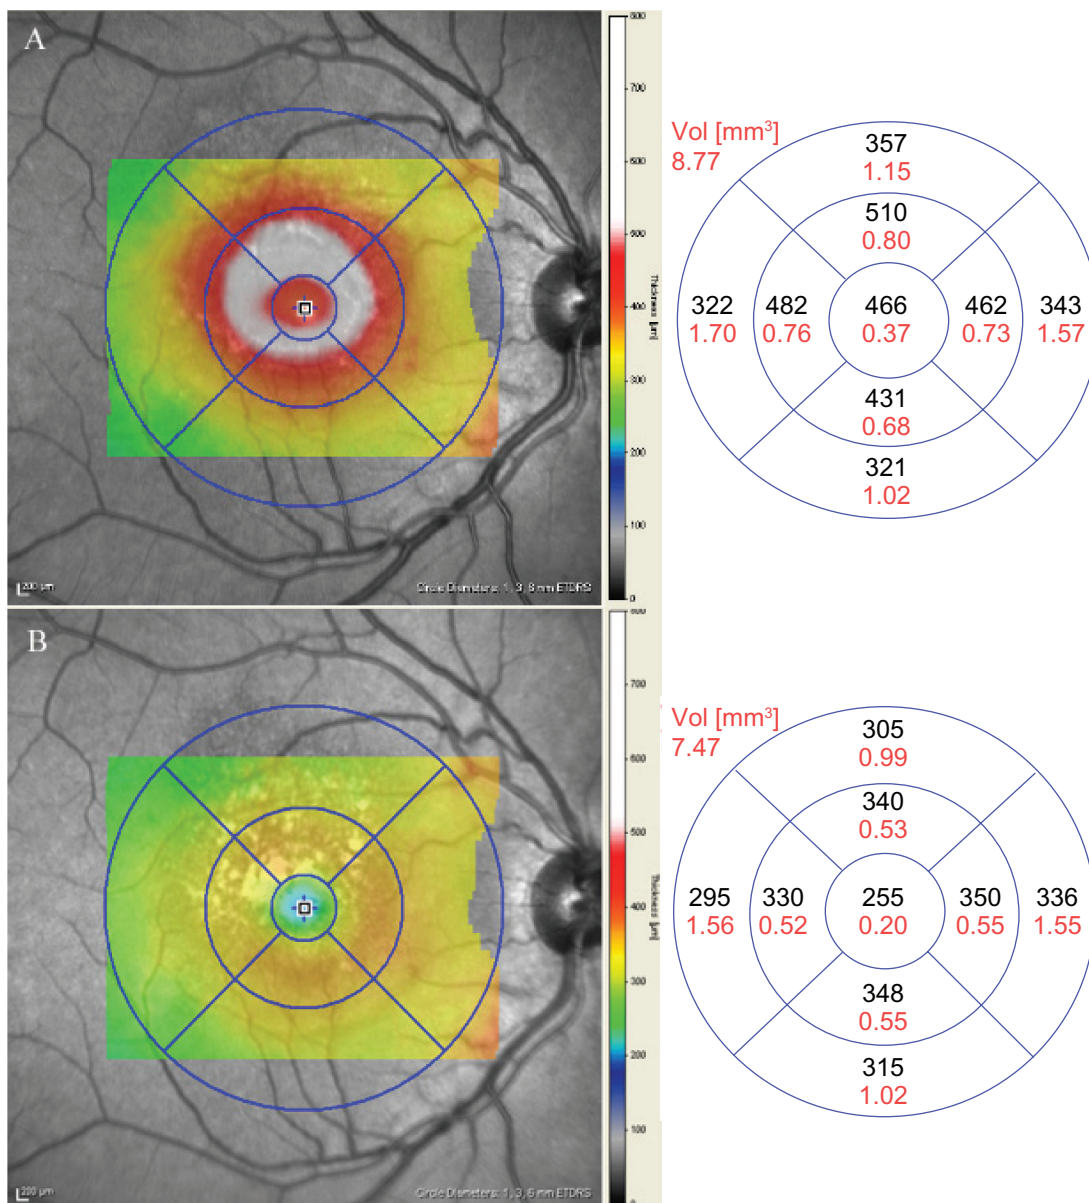 A
800
700
600
500
400
300
200
100
0
Thickness [µm]
200 µm
Circle Diameters: 1, 3, 6 mm ETDRS
Vol [mm³]
8.77
357
1.15
510
0.80
322 482 466 462 343
1.70 0.76 0.37 0.73 1.57
431
0.68
321
1.02
B
700
600
500
400
300
200
100
0
Thickness [µm]
200 µm
Circle Diameters: 1, 3, 6 mm ETDRS
Vol [mm³]
7.47
305
0.99
340
0.53
295 330 255 350 336
1.56 0.52 0.20 0.55 1.55
348
0.55
315
1.02